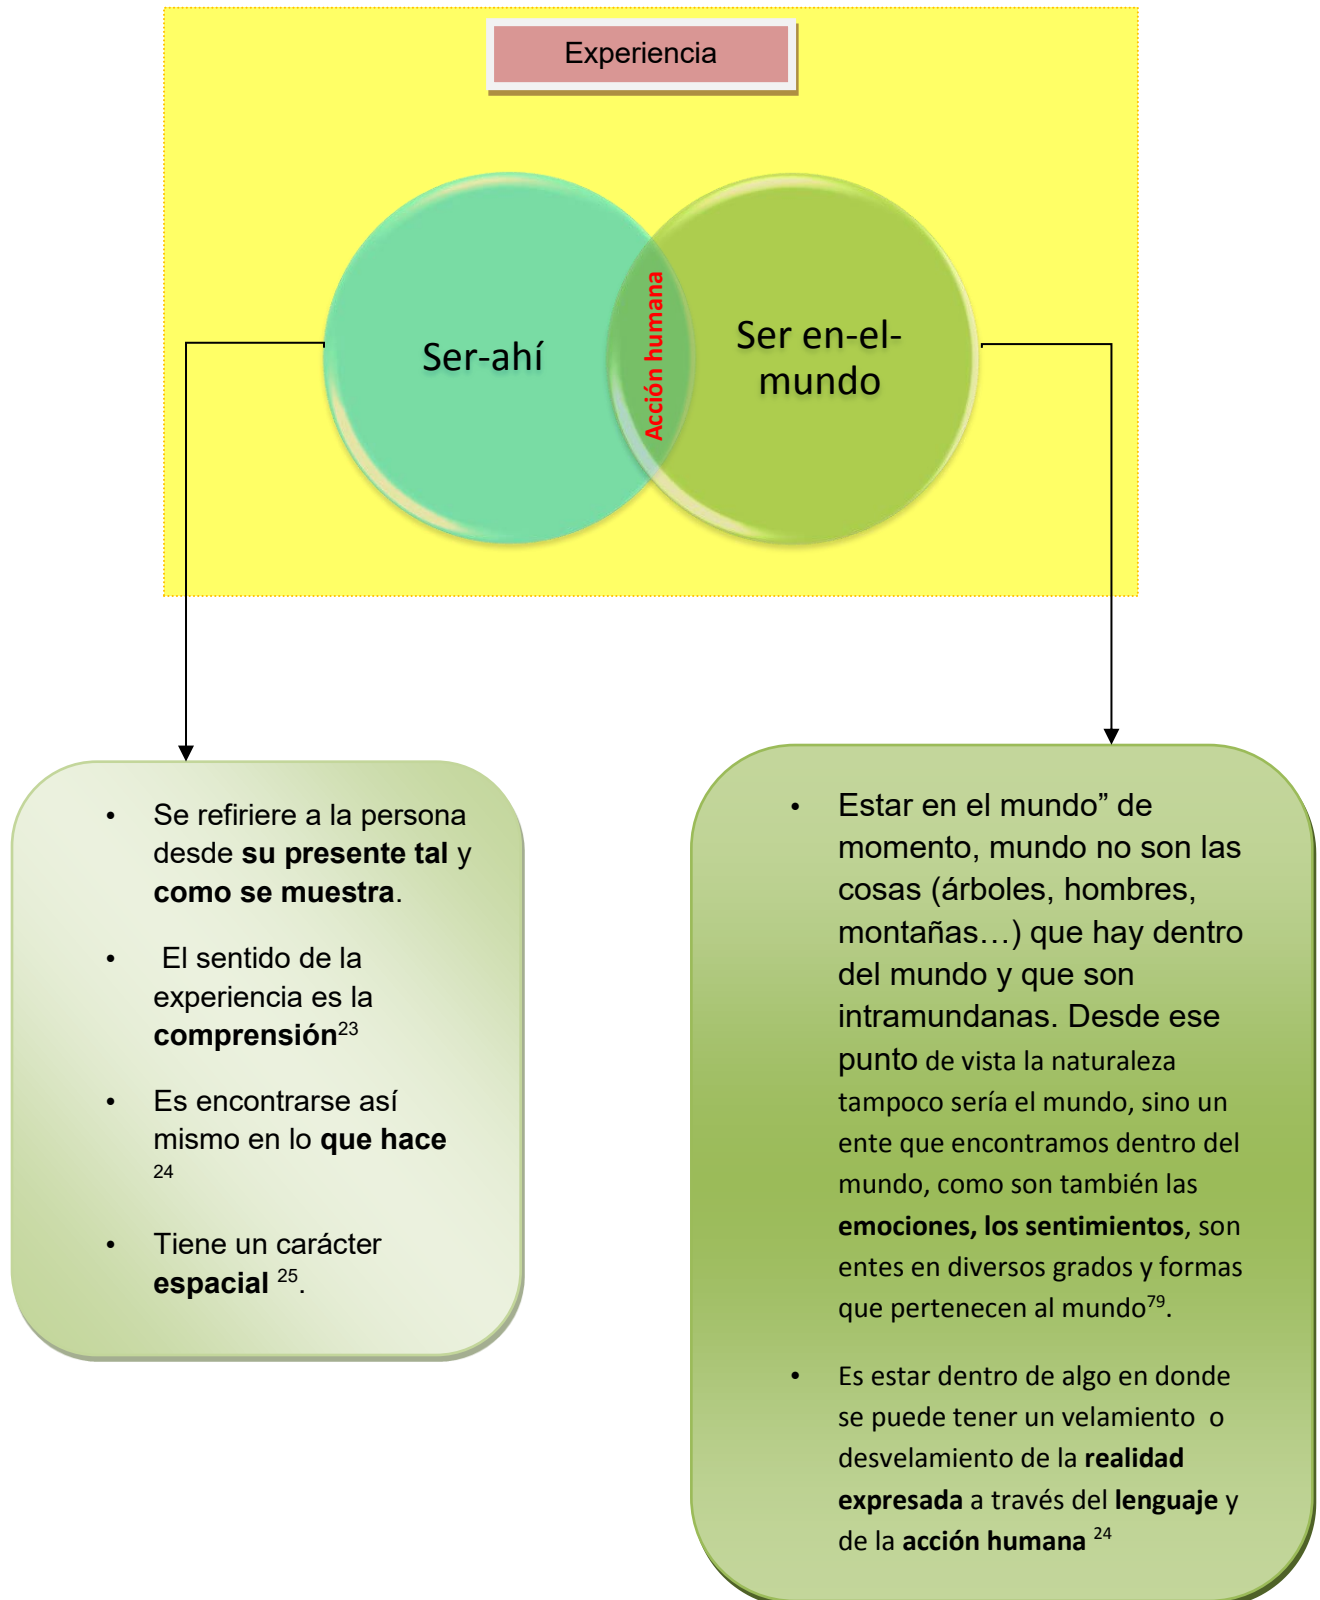 Experiencia
Ser-ahí
Acción humana
Ser en-el-
mundo
• Se refiriere a la persona
desde su presente tal y
como se muestra.
• El sentido de la
experiencia es la
comprensión23
• Es encontrarse así
mismo en lo que hace
24
• Tiene un carácter
espacial 25.
• Estar en el mundo” de
momento, mundo no son las
cosas (árboles, hombres,
montañas…) que hay dentro
del mundo y que son
intramundanas. Desde ese
punto de vista la naturaleza
tampoco sería el mundo, sino un
ente que encontramos dentro del
mundo, como son también las
emociones, los sentimientos, son
entes en diversos grados y formas
que pertenecen al mundo79.
• Es estar dentro de algo en donde
se puede tener un velamiento o
desvelamiento de la realidad
expresada a través del lenguaje y
de la acción humana 24